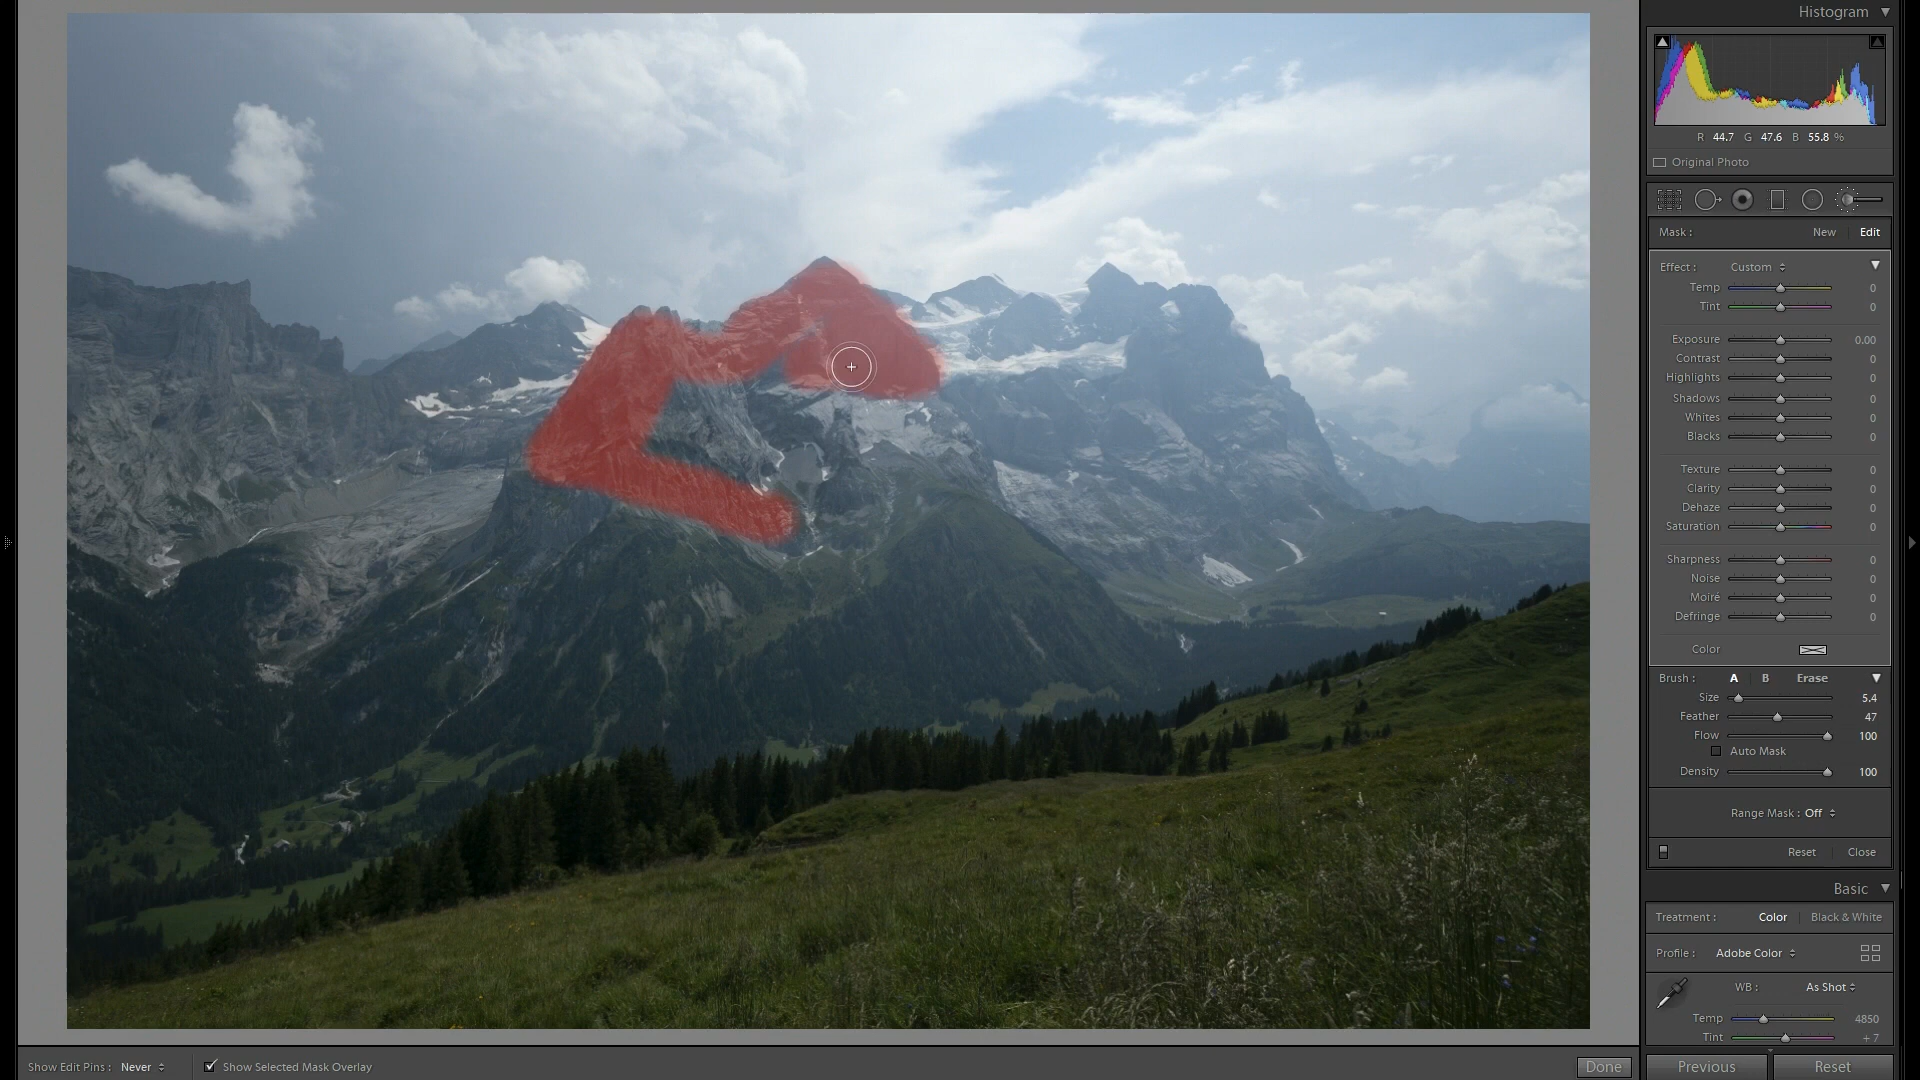 Histogram
R 44.7 G 47.6 B 55.8 %
Original Photo
Mask : New Edit
Effect : Custom
Temp 0
Tint 0
Exposure 0.00
Contrast 0
Highlights 0
Shadows 0
Whites 0
Blacks 0
Texture 0
Clarity 0
Dehaze 0
Saturation 0
Sharpness 0
Noise 0
Moiré 0
Defringe 0
Color
Brush : A B Erase
Size 5.4
Feather 47
Flow 100
Auto Mask
Density 100
Range Mask : Off
Reset Close
Basic
Treatment : Color Black & White
Profile : Adobe Color
WB : As Shot
Temp 4850
Tint + 7
Show Edit Pins : Never Show Selected Mask Overlay Done Previous Reset